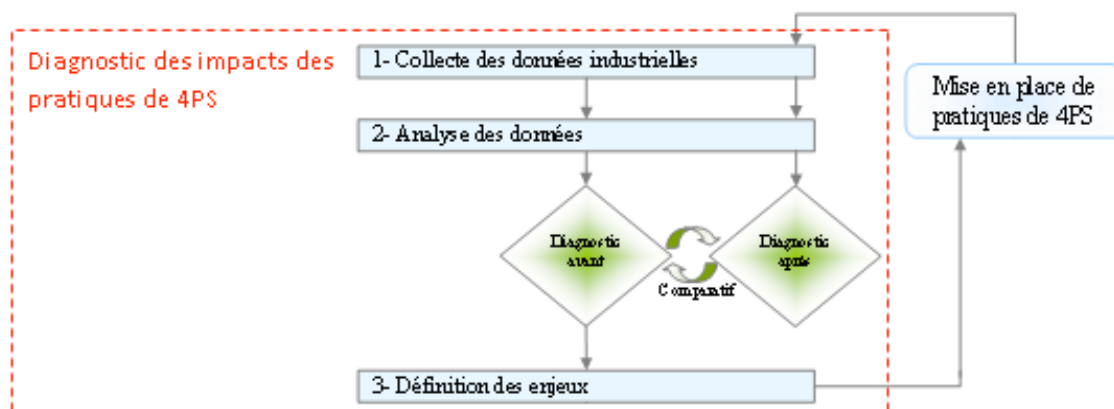 Diagnostic des impacts des
pratiques de 4PS
1- Collecte des données industrielles
Mise en place de
pratiques de 4PS
2- Analyse des données
Diagnostic
avant
Diagnostic
après
Comparatif
3- Définition des enjeux